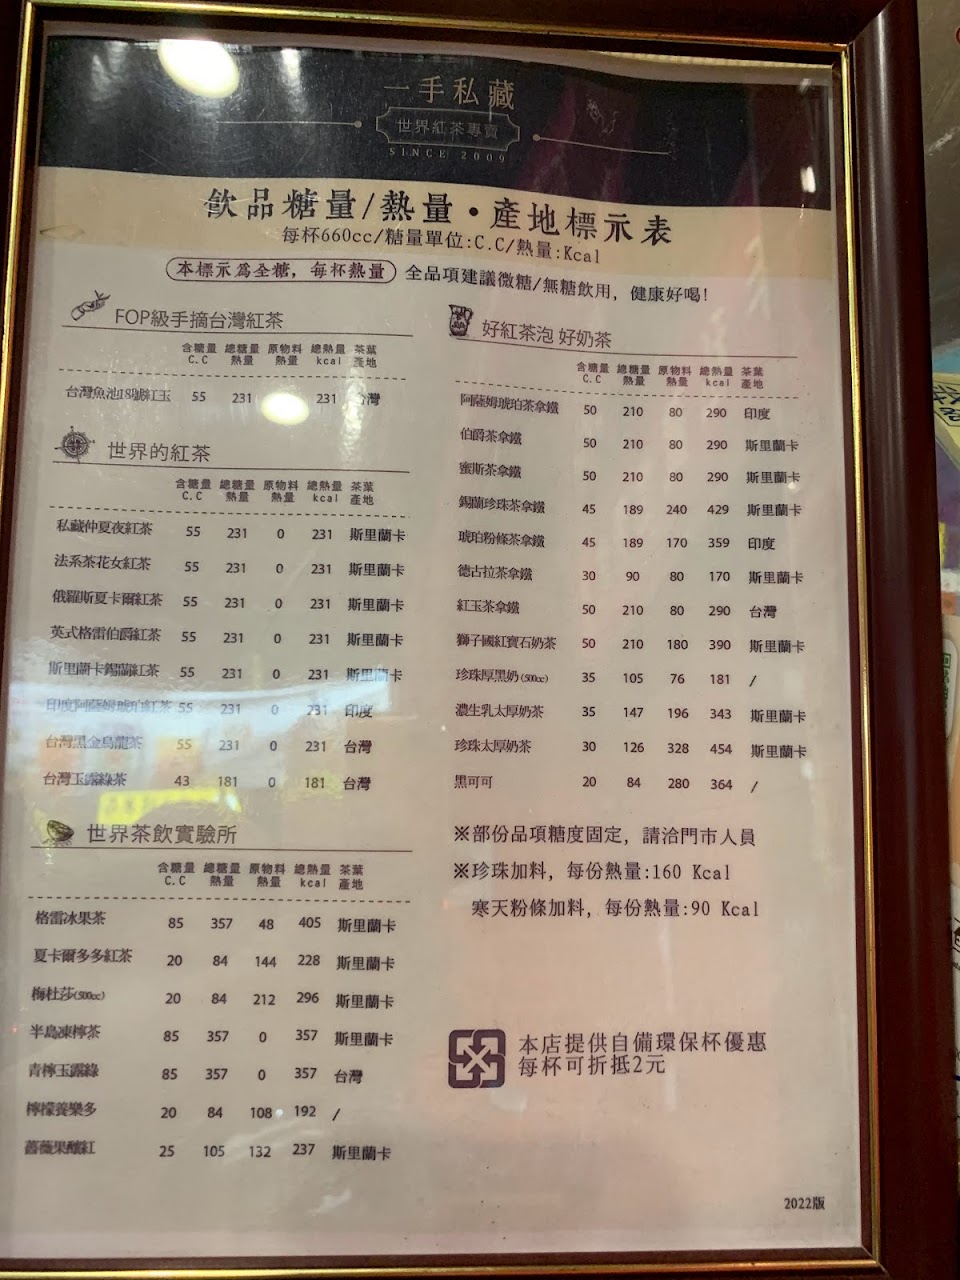 一手私藏
世界紅茶專賣
SINCE 2009
飲品糖量/熱量·產地標示表
每杯660cc/糖量單位:C.C/熱量:Kcal
本標示為全糖，每杯熱量 全品項建議微糖/無糖飲用，健康好喝!
FOP級手摘台灣紅茶
含糖量 總糖量 原物料 總熱量 茶葉
C.C 熱量 熱量 kcal 產地
台灣魚池18號紅玉 55 231 231 台灣
世界的紅茶
含糖量 總糖量 原物料 總熱量 茶葉
C.C 熱量 熱量 kcal 產地
私藏仲夏夜紅茶 55 231 0 231 斯里蘭卡
法系茶花女紅茶 55 231 0 231 斯里蘭卡
俄羅斯夏卡爾紅茶 55 231 0 231 斯里蘭卡
英式格雷伯爵紅茶 55 231 0 231 斯里蘭卡
斯里蘭卡錫蘭紅茶 55 231 0 231 斯里蘭卡
印度阿薩姆琥珀紅茶 55 231 0 231 印度
台灣黑金烏龍茶 55 231 0 231 台灣
台灣玉露綠茶 43 181 0 181 台灣
世界茶飲實驗所
含糖量 總糖量 原物料 總熱量 茶葉
C.C 熱量 熱量 kcal 產地
格雷冰果茶 85 357 48 405 斯里蘭卡
夏卡爾多多紅茶 20 84 144 228 斯里蘭卡
梅杜莎(500cc) 20 84 212 296 斯里蘭卡
半島凍檸茶 85 357 0 357 斯里蘭卡
青檸玉露綠 85 357 0 357 台灣
檸檬養樂多 20 84 108 192 /
薔薇果釀紅 25 105 132 237 斯里蘭卡
好紅茶泡 好奶茶
含糖量 總糖量 原物料 總熱量 茶葉
C.C 熱量 熱量 kcal 產地
阿薩姆琥珀茶拿鐵 50 210 80 290 印度
伯爵茶拿鐵 50 210 80 290 斯里蘭卡
蜜斯茶拿鐵 50 210 80 290 斯里蘭卡
錫蘭珍珠茶拿鐵 45 189 240 429 斯里蘭卡
琥珀粉條茶拿鐵 45 189 170 359 印度
德古拉茶拿鐵 30 90 80 170 斯里蘭卡
紅玉茶拿鐵 50 210 80 290 台灣
獅子國紅寶石奶茶 50 210 180 390 斯里蘭卡
珍珠厚黑奶(500cc) 35 105 76 181 /
濃生乳太厚奶茶 35 147 196 343 斯里蘭卡
珍珠太厚奶茶 30 126 328 454 斯里蘭卡
黑可可 20 84 280 364 /
※部份品項糖度固定，請洽門市人員
※珍珠加料，每份熱量:160 Kcal
寒天粉條加料，每份熱量:90 Kcal
本店提供自備環保杯優惠
每杯可折抵2元
2022版